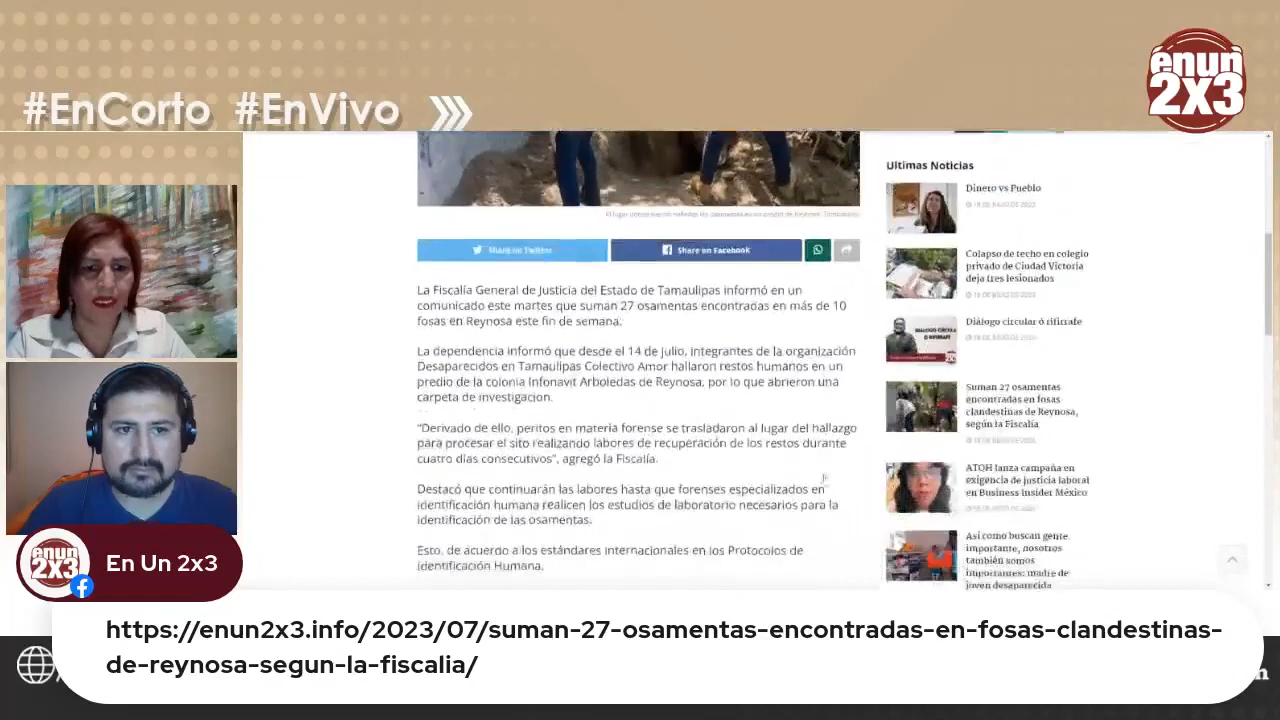 #EnCorto #EnVivo
énun
2x3
Ultimas Noticias
Dinero vs Pueblo
Share on Twitter
Share on Facebook
Colapso de techo en colegio
privado de Ciudad Victoria
deja tres lesionados
La Fiscalía General de Justicia del Estado de Tamaulipas informó en un
comunicado este martes que suman 27 osamentas encontradas en más de 10
fosas en Reynosa este fin de semana.
Diálogo circular ó rifirrafe
La dependencia informó que desde el 14 de julio, integrantes de la organización
Desaparecidos en Tamaulipas Colectivo Amor hallaron restos humanos en un
predio de la colonia Infonavit Arboledas de Reynosa, por lo que abrieron una
carpeta de investigación.
Suman 27 osamentas
encontradas en fosas
clandestinas de Reynosa,
según la Fiscalía
“Derivado de ello, peritos en materia forense se trasladaron al lugar del hallazgo
para procesar el sito realizando labores de recuperación de los restos durante
cuatro días consecutivos”, agregó la Fiscalía.
ATQH lanza campaña en
exigencia de justicia laboral
en Business Insider México
Destacó que continuarán las labores hasta que forenses especializados en
identificación humana realicen los estudios de laboratorio necesarios para la
identificación de las osamentas.
Así como buscan gente
importante, nosotros
también somos
importantes: madre de
joven desaparecida
Esto, de acuerdo a los estándares internacionales en los Protocolos de
Identificación Humana.
énun
2x3
En Un 2x3
https://enun2x3.info/2023/07/suman-27-osamentas-encontradas-en-fosas-clandestinas-
de-reynosa-segun-la-fiscalia/